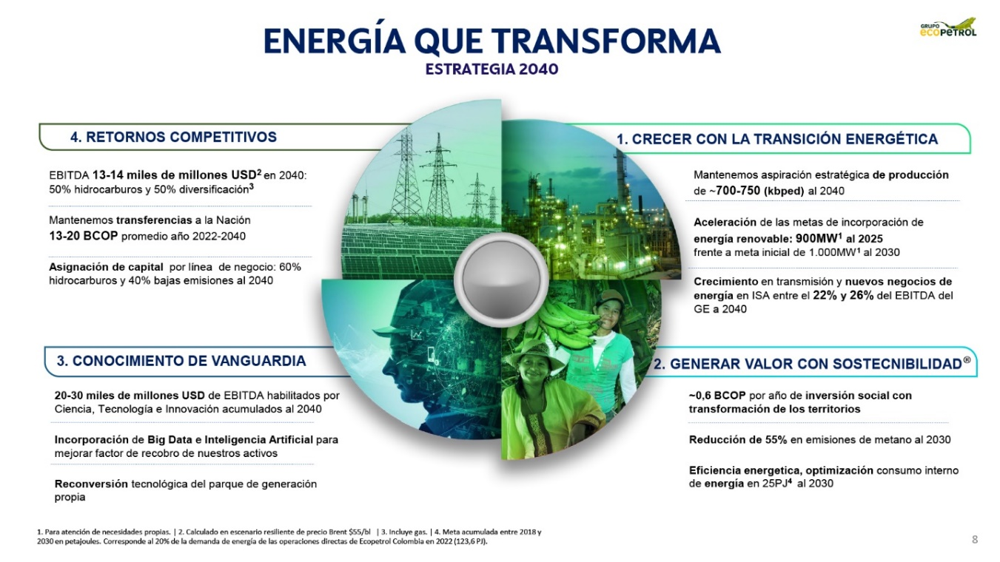 ENERGÍA QUE TRANSFORMA
ESTRATEGIA 2040
GRUPO
ecoPETROL
4. RETORNOS COMPETITIVOS
EBITDA 13-14 miles de millones USD² en 2040:
50% hidrocarburos y 50% diversificación³
Mantenemos transferencias a la Nación
13-20 BCOP promedio año 2022-2040
Asignación de capital por línea de negocio: 60%
hidrocarburos y 40% bajas emisiones al 2040
1. CRECER CON LA TRANSICIÓN ENERGÉTICA
Mantenemos aspiración estratégica de producción
de ~700-750 (kbped) al 2040
Aceleración de las metas de incorporación de
energía renovable: 900MW¹ al 2025
frente a meta inicial de 1.000MW¹ al 2030
Crecimiento en transmisión y nuevos negocios de
energía en ISA entre el 22% y 26% del EBITDA del
GE a 2040
3. CONOCIMIENTO DE VANGUARDIA
20-30 miles de millones USD de EBITDA habilitados por
Ciencia, Tecnología e Innovación acumulados al 2040
Incorporación de Big Data e Inteligencia Artificial para
mejorar factor de recobro de nuestros activos
Reconversión tecnológica del parque de generación
propia
2. GENERAR VALOR CON SOSTECNIBILIDAD®
~0,6 BCOP por año de inversión social con
transformación de los territorios
Reducción de 55% en emisiones de metano al 2030
Eficiencia energetica, optimización consumo interno
de energía en 25PJ⁴ al 2030
1. Para atención de necesidades propias. | 2. Calculado en escenario resiliente de precio Brent $55/bl | 3. Incluye gas. | 4. Meta acumulada entre 2018 y
2030 en petajoules. Corresponde al 20% de la demanda de energía de las operaciones directas de Ecopetrol Colombia en 2022 (123,6 PJ).
8